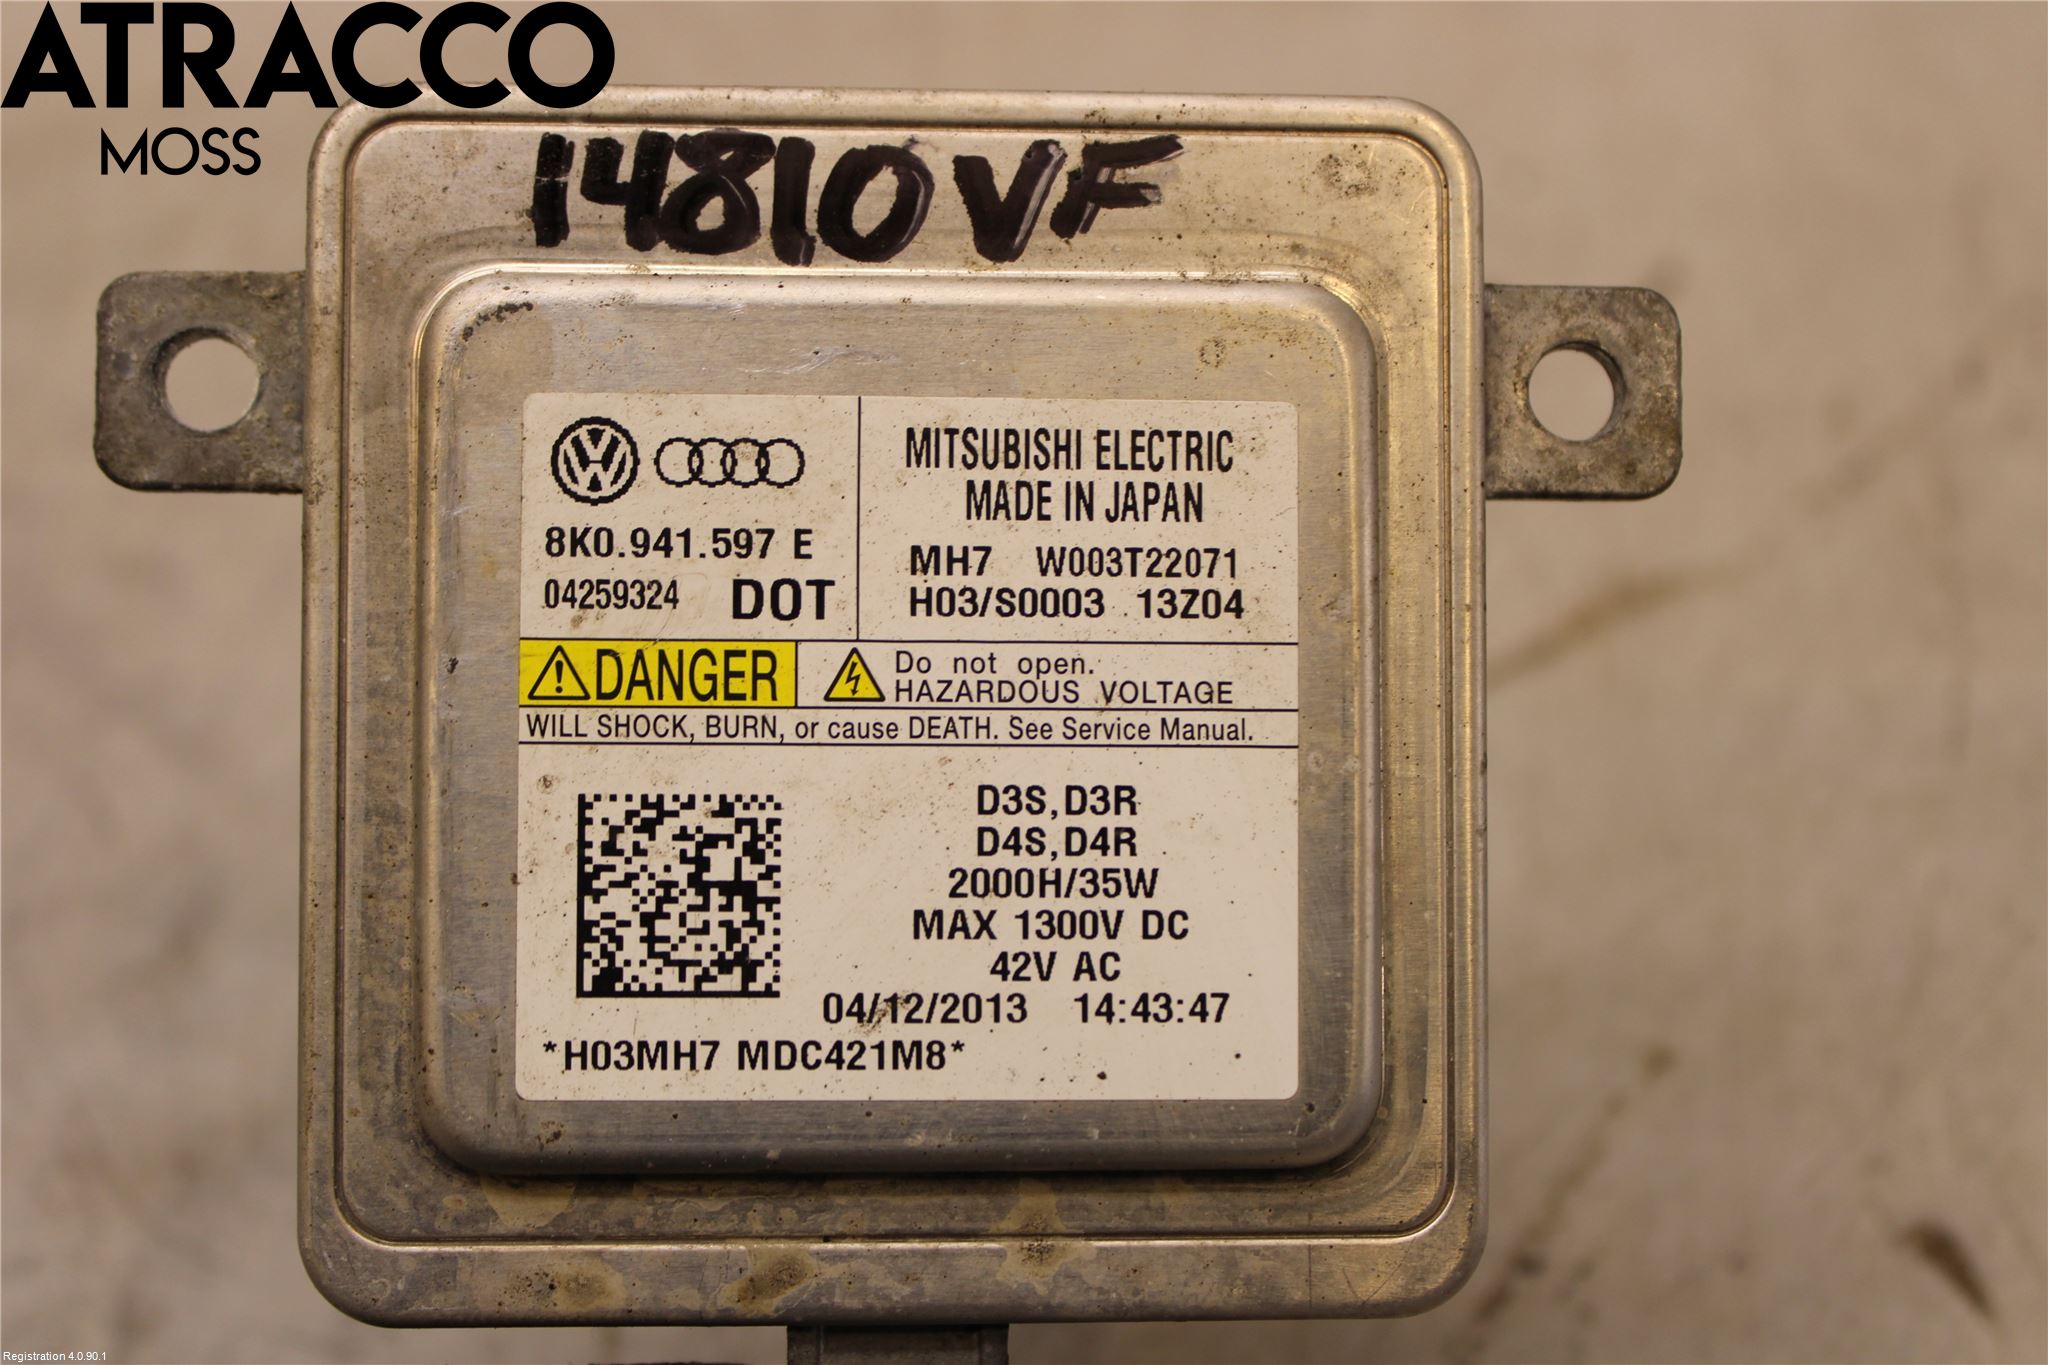 ATRACCO
MOSS
14810VF
8K0.941.597 E
04259324 DOT
MITSUBISHI ELECTRIC
MADE IN JAPAN
MH7 W003T22071
H03/S0003 13Z04
DANGER
Do not open.
HAZARDOUS VOLTAGE
WILL SHOCK, BURN, or cause DEATH. See Service Manual.
D3S,D3R
D4S,D4R
2000H/35W
MAX 1300V DC
42V AC
04/12/2013 14:43:47
*H03MH7 MDC421M8*
Registration 4.0.90.1